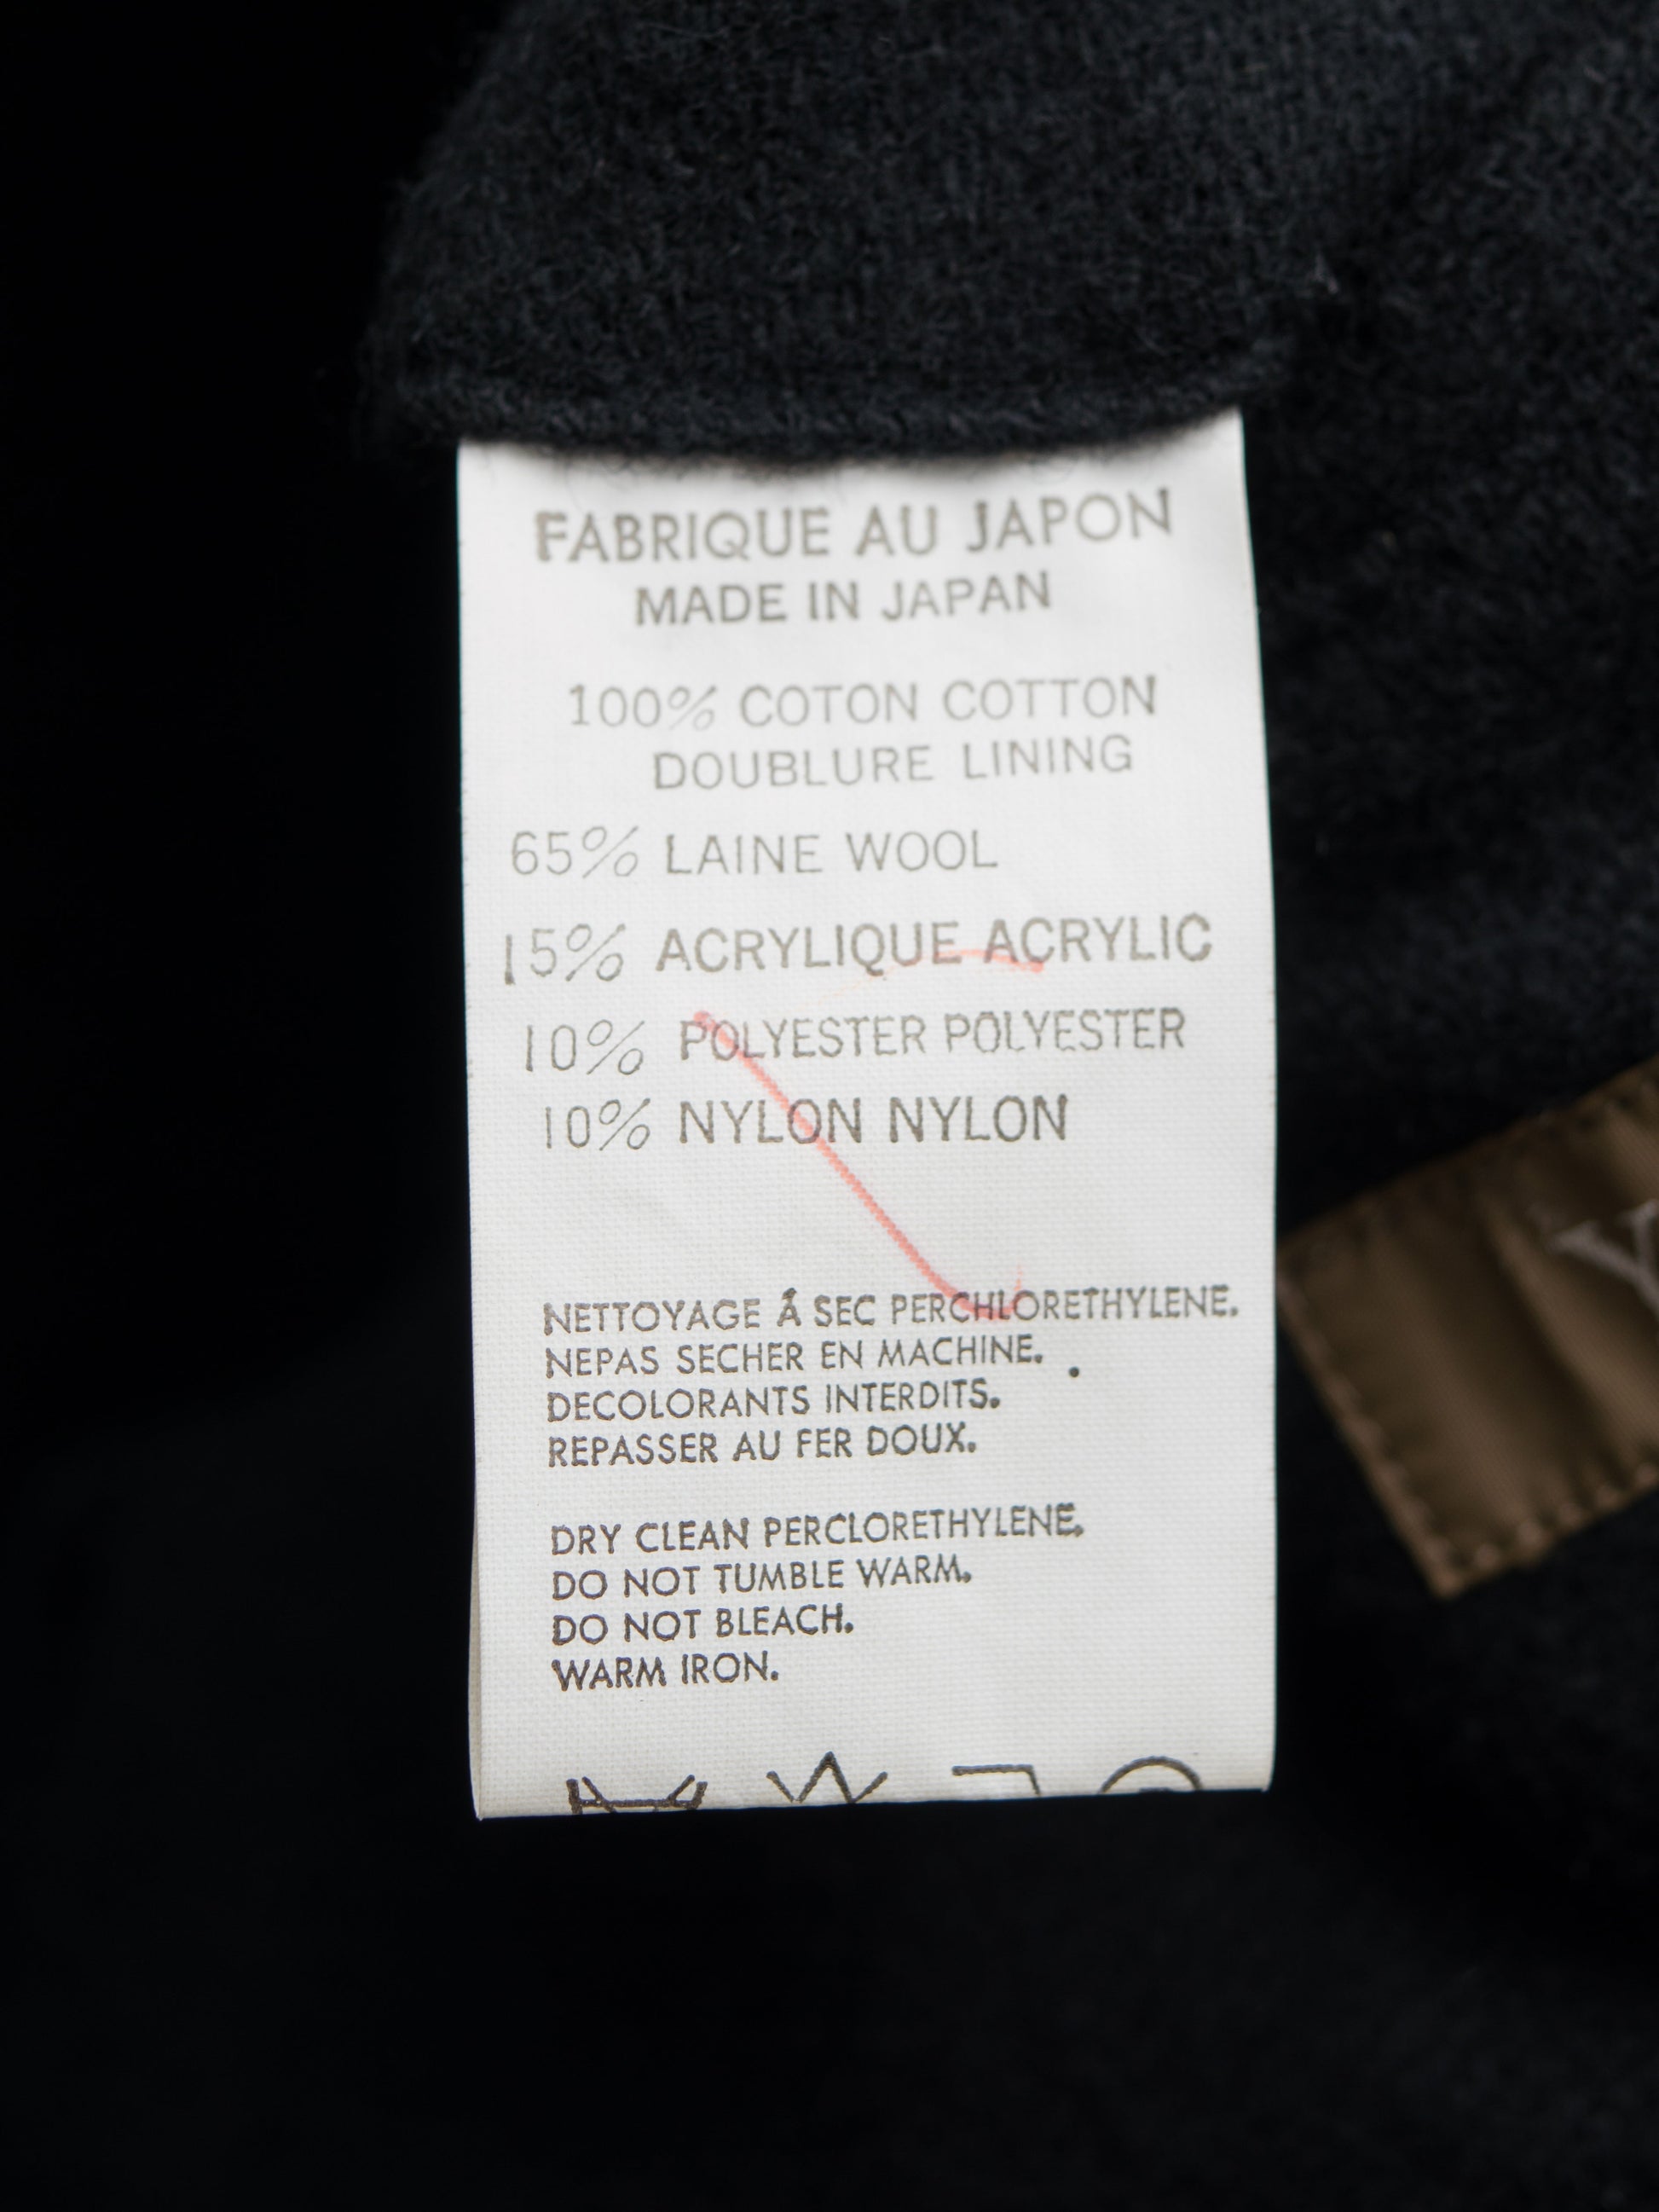 FABRIQUE AU JAPON
MADE IN JAPAN
100% COTON COTTON
DOUBLURE LINING
65% LAINE WOOL
15% ACRYLIQUE ACRYLIC
10% POLYESTER POLYESTER
10% NYLON NYLON
NETTOYAGE Á SEC PERCHLORETHYLENE.
NEPAS SECHER EN MACHINE.
DECOLORANTS INTERDITS.
REPASSER AU FER DOUX.
DRY CLEAN PERCLORETHYLENE.
DO NOT TUMBLE WARM.
DO NOT BLEACH.
WARM IRON.
Y